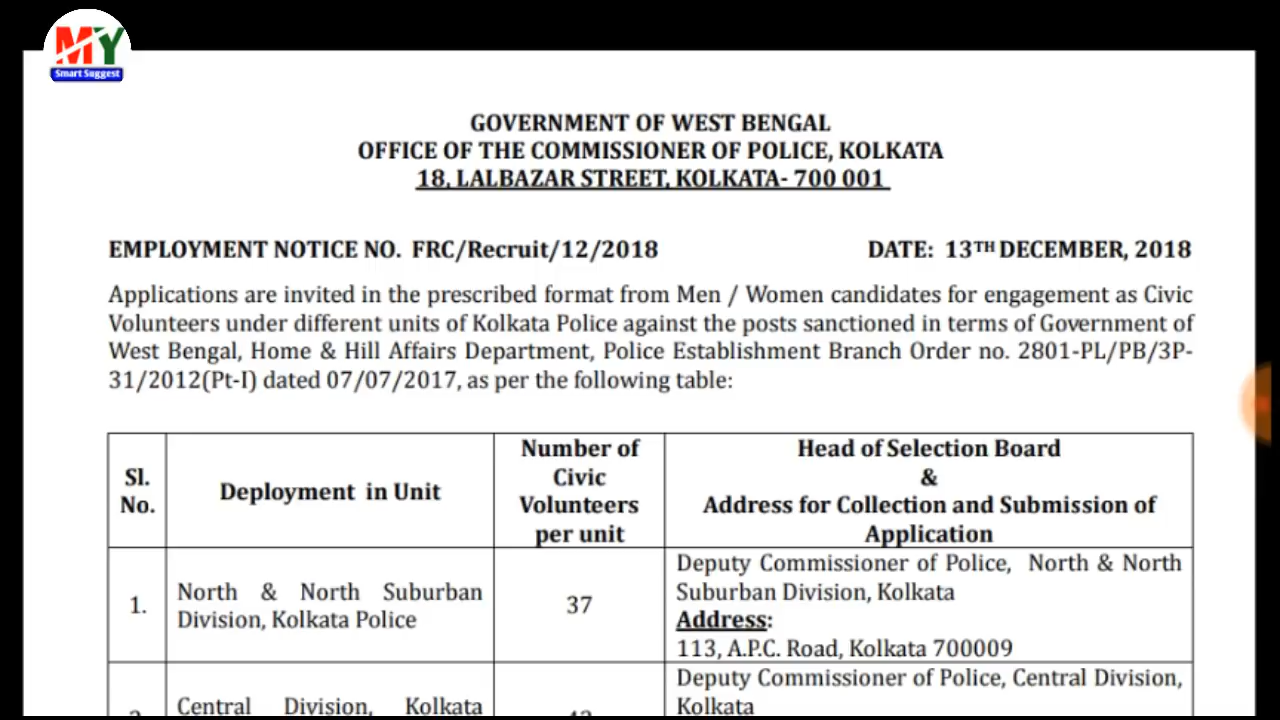 MY
Smart Suggest
GOVERNMENT OF WEST BENGAL
OFFICE OF THE COMMISSIONER OF POLICE, KOLKATA
18, LALBAZAR STREET, KOLKATA- 700 001
EMPLOYMENT NOTICE NO. FRC/Recruit/12/2018 DATE: 13TH DECEMBER, 2018
Applications are invited in the prescribed format from Men / Women candidates for engagement as Civic
Volunteers under different units of Kolkata Police against the posts sanctioned in terms of Government of
West Bengal, Home & Hill Affairs Department, Police Establishment Branch Order no. 2801-PL/PB/3P-
31/2012(Pt-I) dated 07/07/2017, as per the following table:
Sl.
No.
Deployment in Unit
Number of
Civic
Volunteers
per unit
Head of Selection Board
&
Address for Collection and Submission of
Application
1.
North & North Suburban
Division, Kolkata Police
37
Deputy Commissioner of Police, North & North
Suburban Division, Kolkata
Address:
113, A.P.C. Road, Kolkata 700009
Central Division, Kolkata
Deputy Commissioner of Police, Central Division,
Kolkata